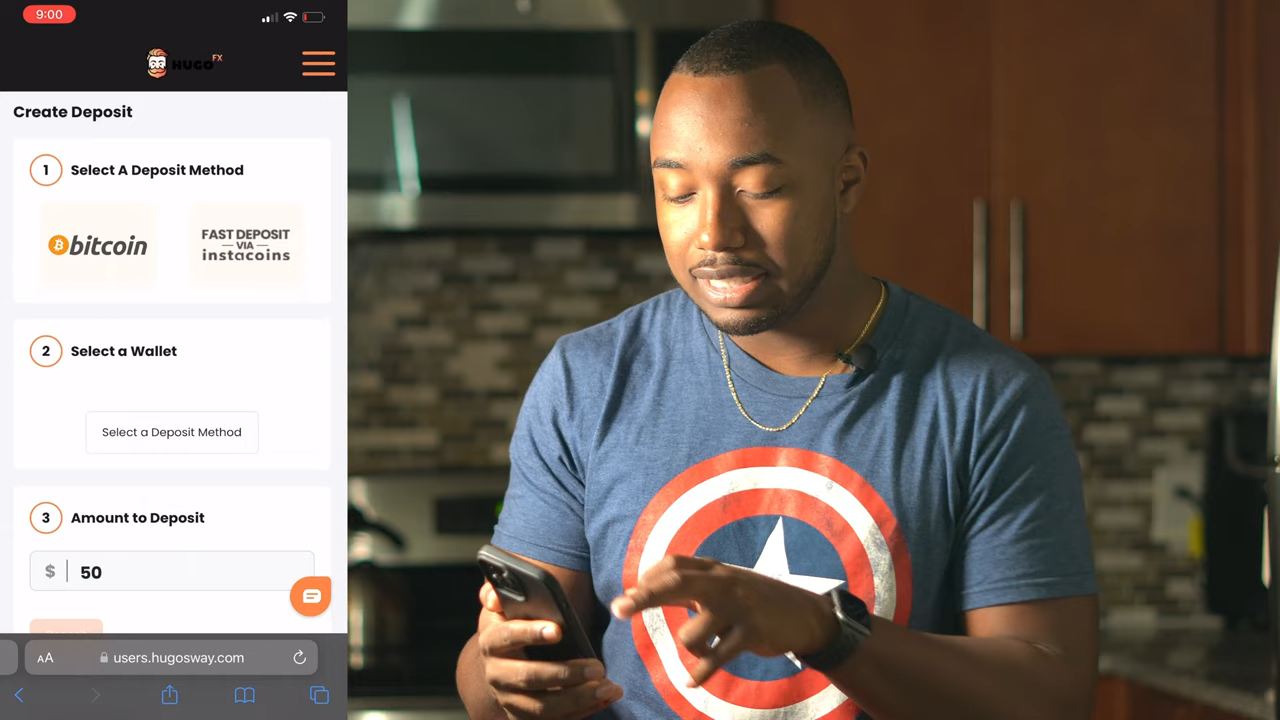 9:00
HUGO FX
Create Deposit
1 Select A Deposit Method
bitcoin
FAST DEPOSIT
VIA
instacoins
2 Select a Wallet
Select a Deposit Method
3 Amount to Deposit
$ 50
AA users.hugosway.com